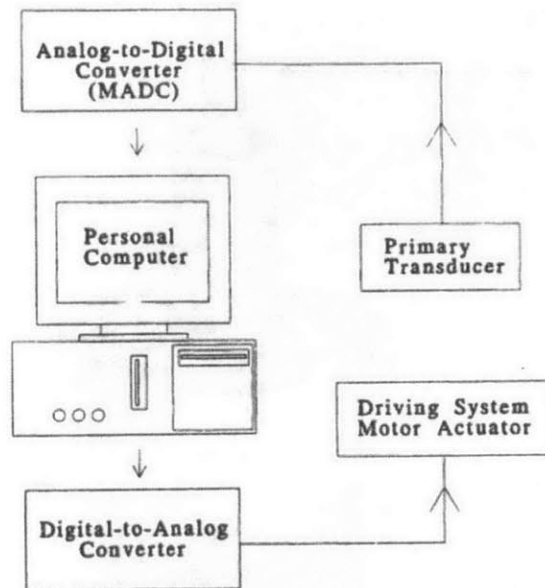 Analog-to-Digital
Converter
(MADC)
Personal
Computer
Primary
Transducer
Driving System
Motor Actuator
Digital-to-Analog
Converter